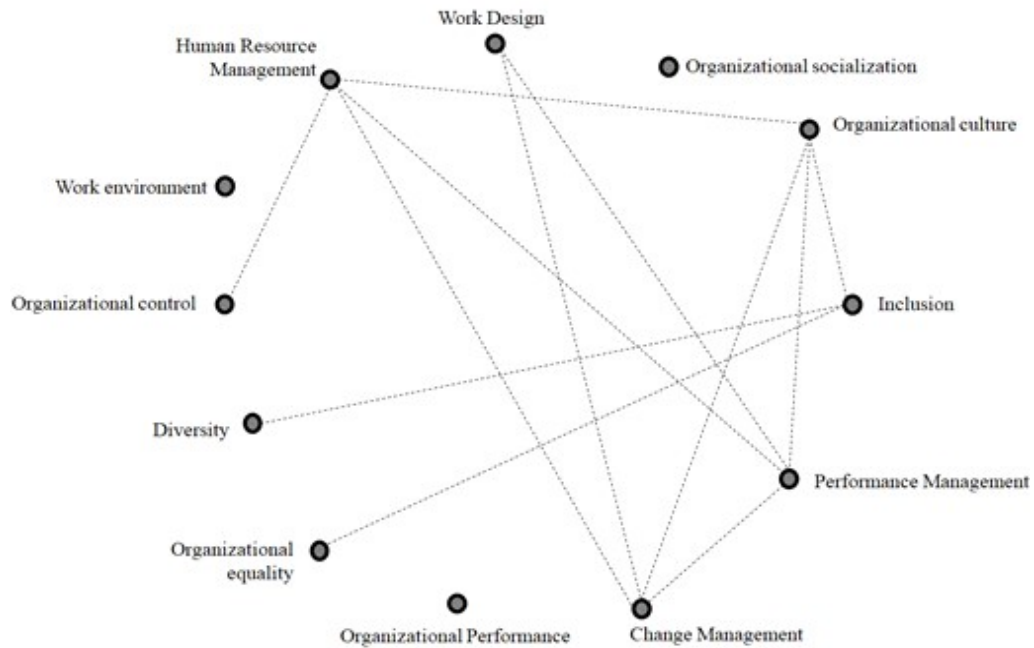 Work Design
Human Resource
Management
Organizational socialization
Organizational culture
Work environment
Organizational control
Inclusion
Diversity
Performance Management
Organizational
equality
Organizational Performance
Change Management